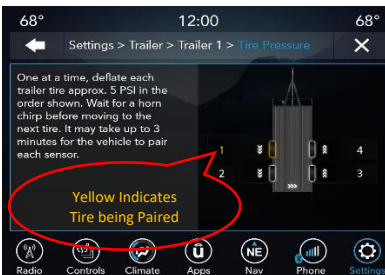 68°
12:00
68°
Settings > Trailer > Trailer 1 > Tire Pressure
X
One at a time, deflate each
trailer tire approx. 5 PSI in the
order shown. Wait for a horn
chirp before moving to the
next tire. It may take up to 3
minutes for the vehicle to pair
each sensor.
1
4
2
3
Yellow Indicates
Tire being Paired
û
NE
Radio
Controls
Climate
Apps
Nav
Phone
Settings